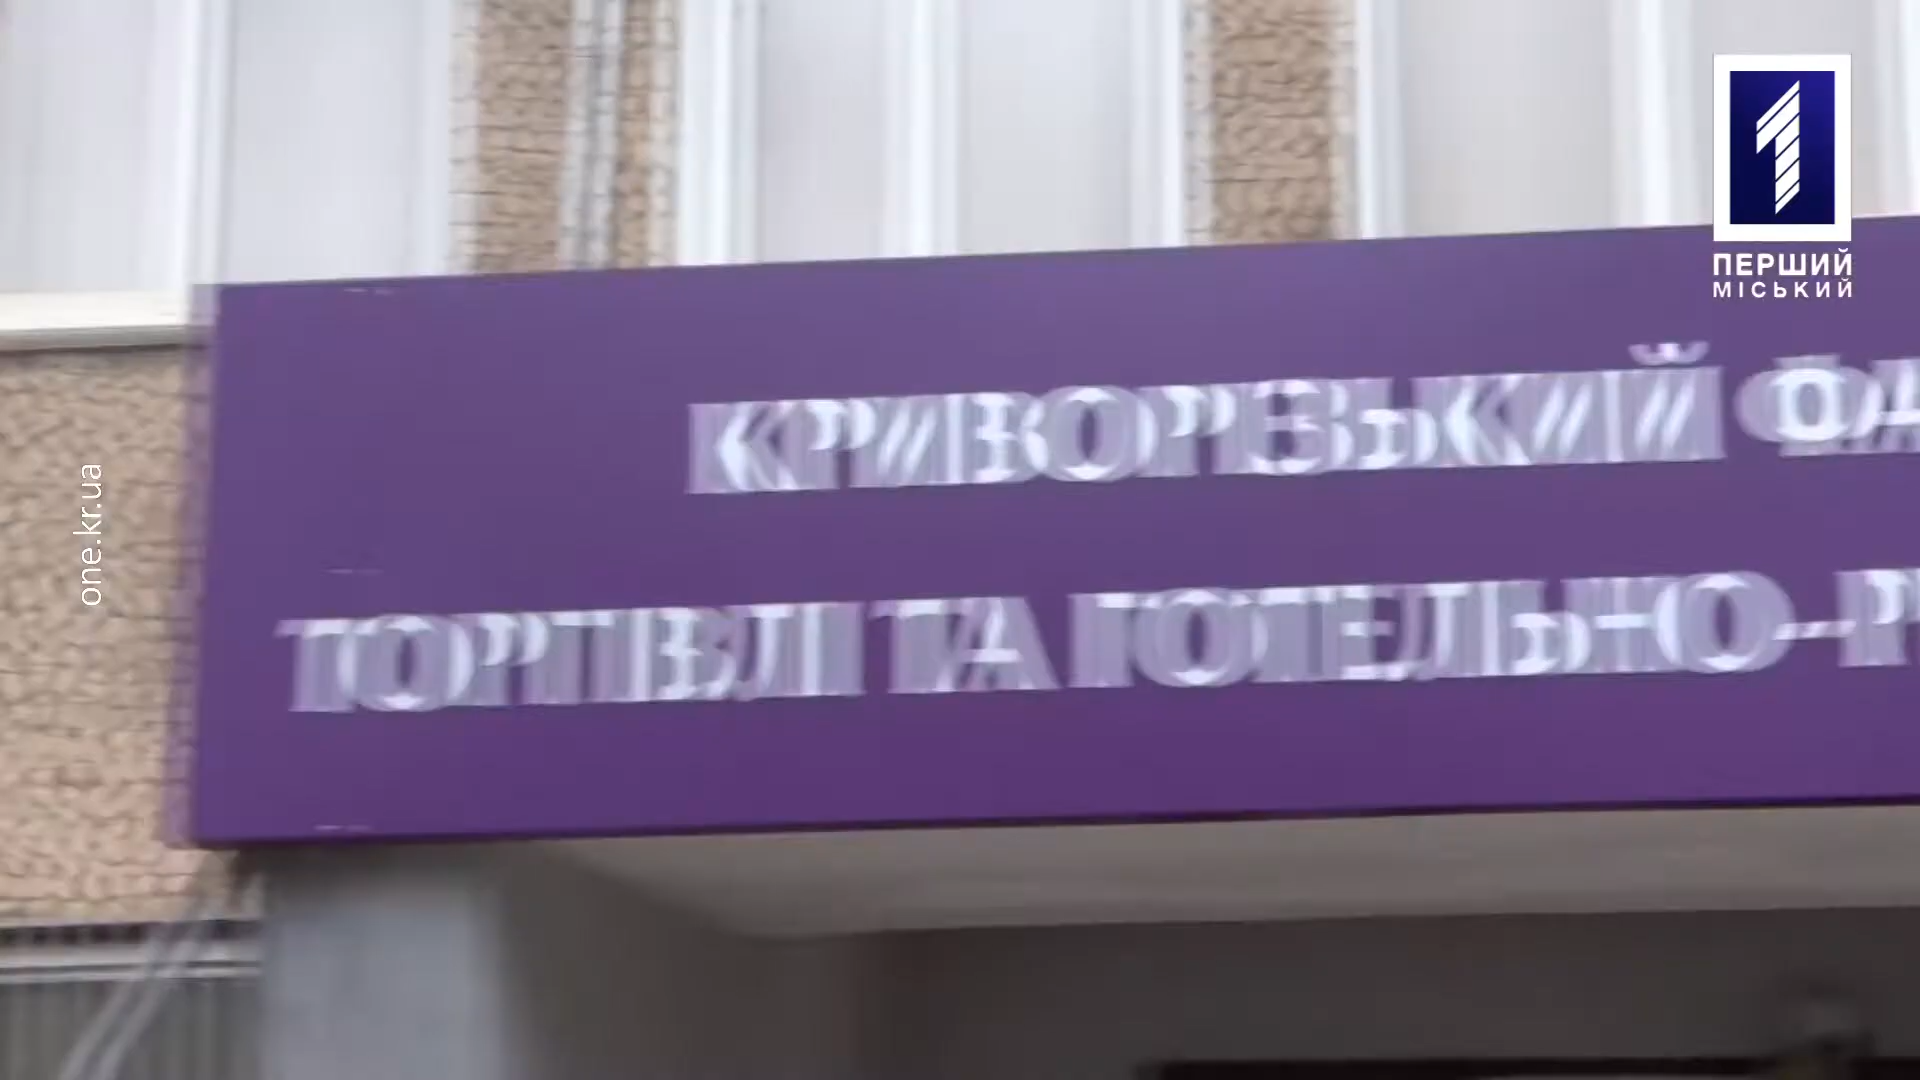 ПЕРШИЙ
МІСЬКИЙ
one.kr.ua
КРИВОРІЗЬКИЙ
ТОРГІВЛІ ТА ГОТЕЛЬНО-